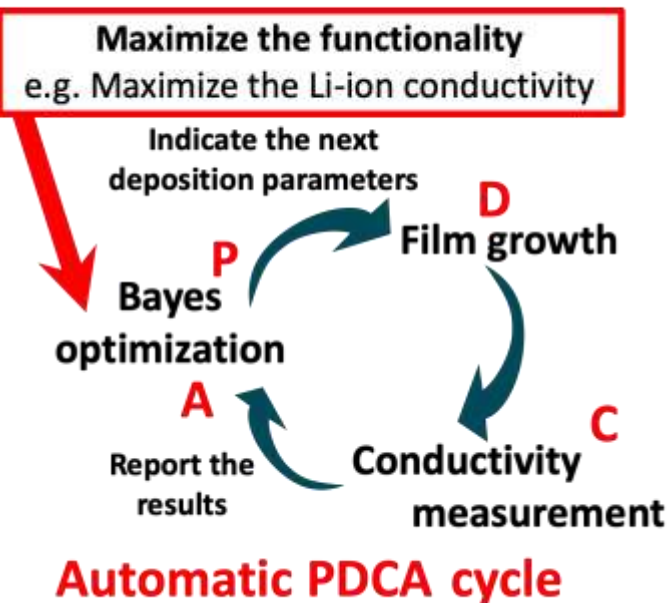 Maximize the functionality
e.g. Maximize the Li-ion conductivity
Indicate the next
deposition parameters
D
Film growth
P
Bayes
optimization
A
C
Conductivity
measurement
Report the
results
Automatic PDCA cycle